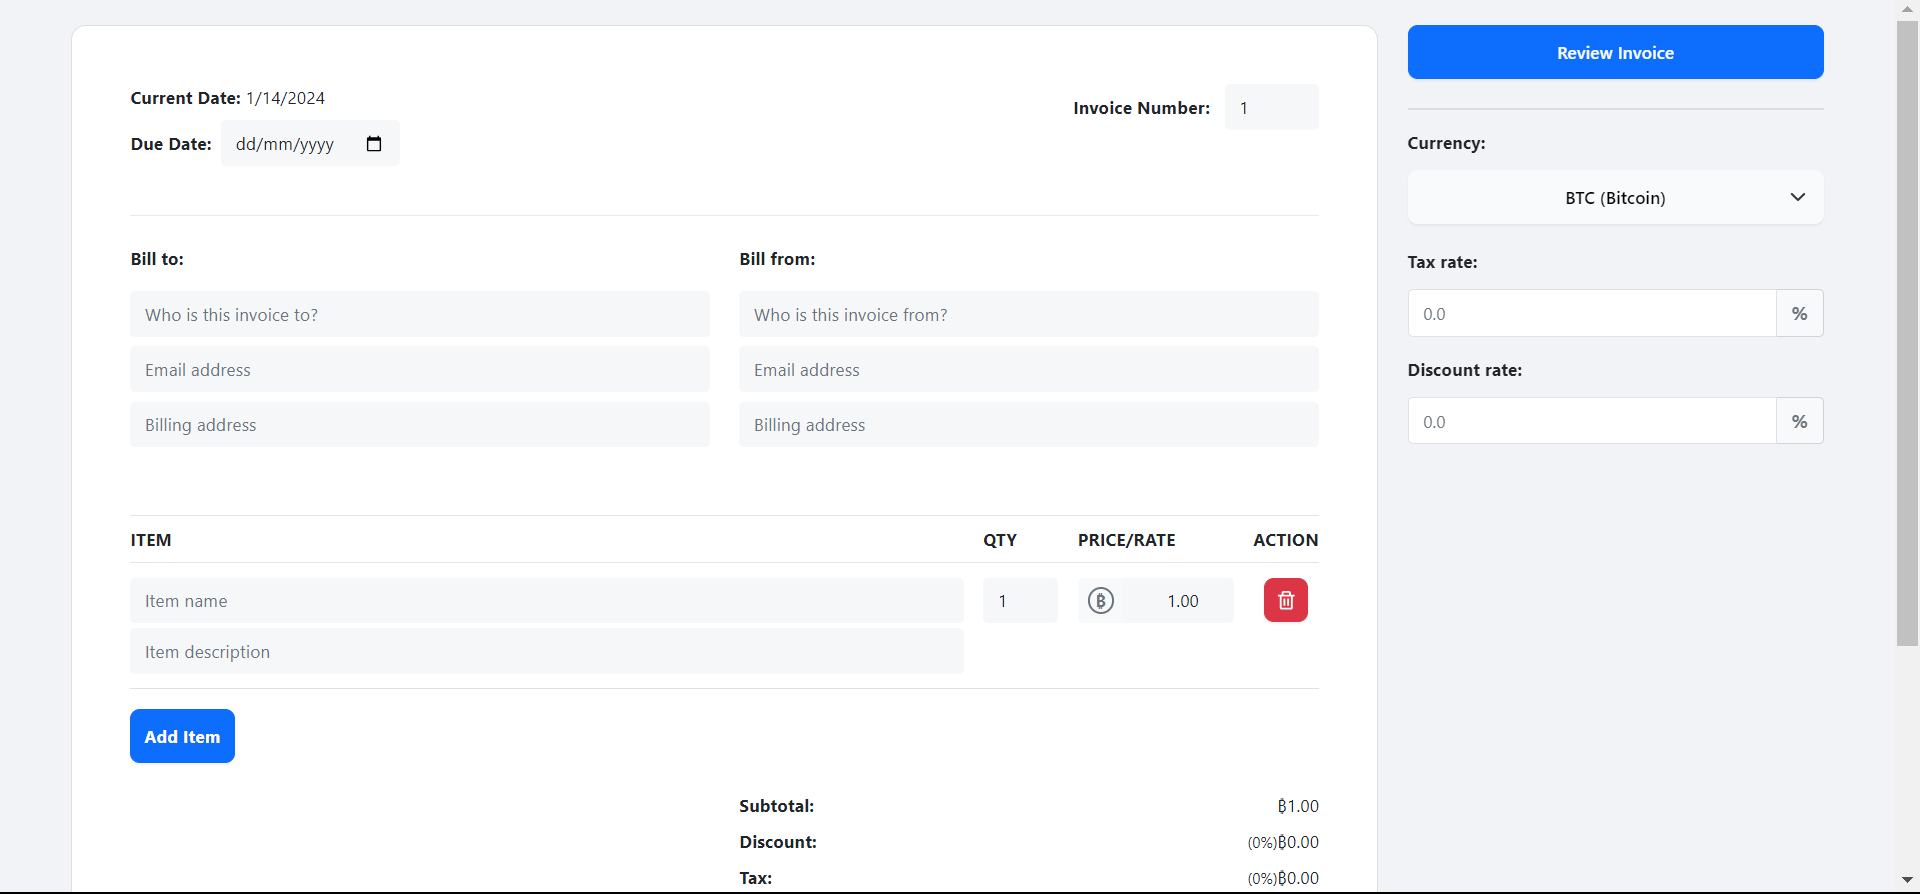 Current Date: 1/14/2024
Invoice Number: 1
Due Date: dd/mm/yyyy
Bill to:
Bill from:
Who is this invoice to?
Who is this invoice from?
Email address
Email address
Billing address
Billing address
ITEM QTY PRICE/RATE ACTION
Item name 1 ₿ 1.00
Item description
Add Item
Subtotal: ₿1.00
Discount: (0%)₿0.00
Tax: (0%)₿0.00
Review Invoice
Currency:
BTC (Bitcoin)
Tax rate:
0.0 %
Discount rate:
0.0 %